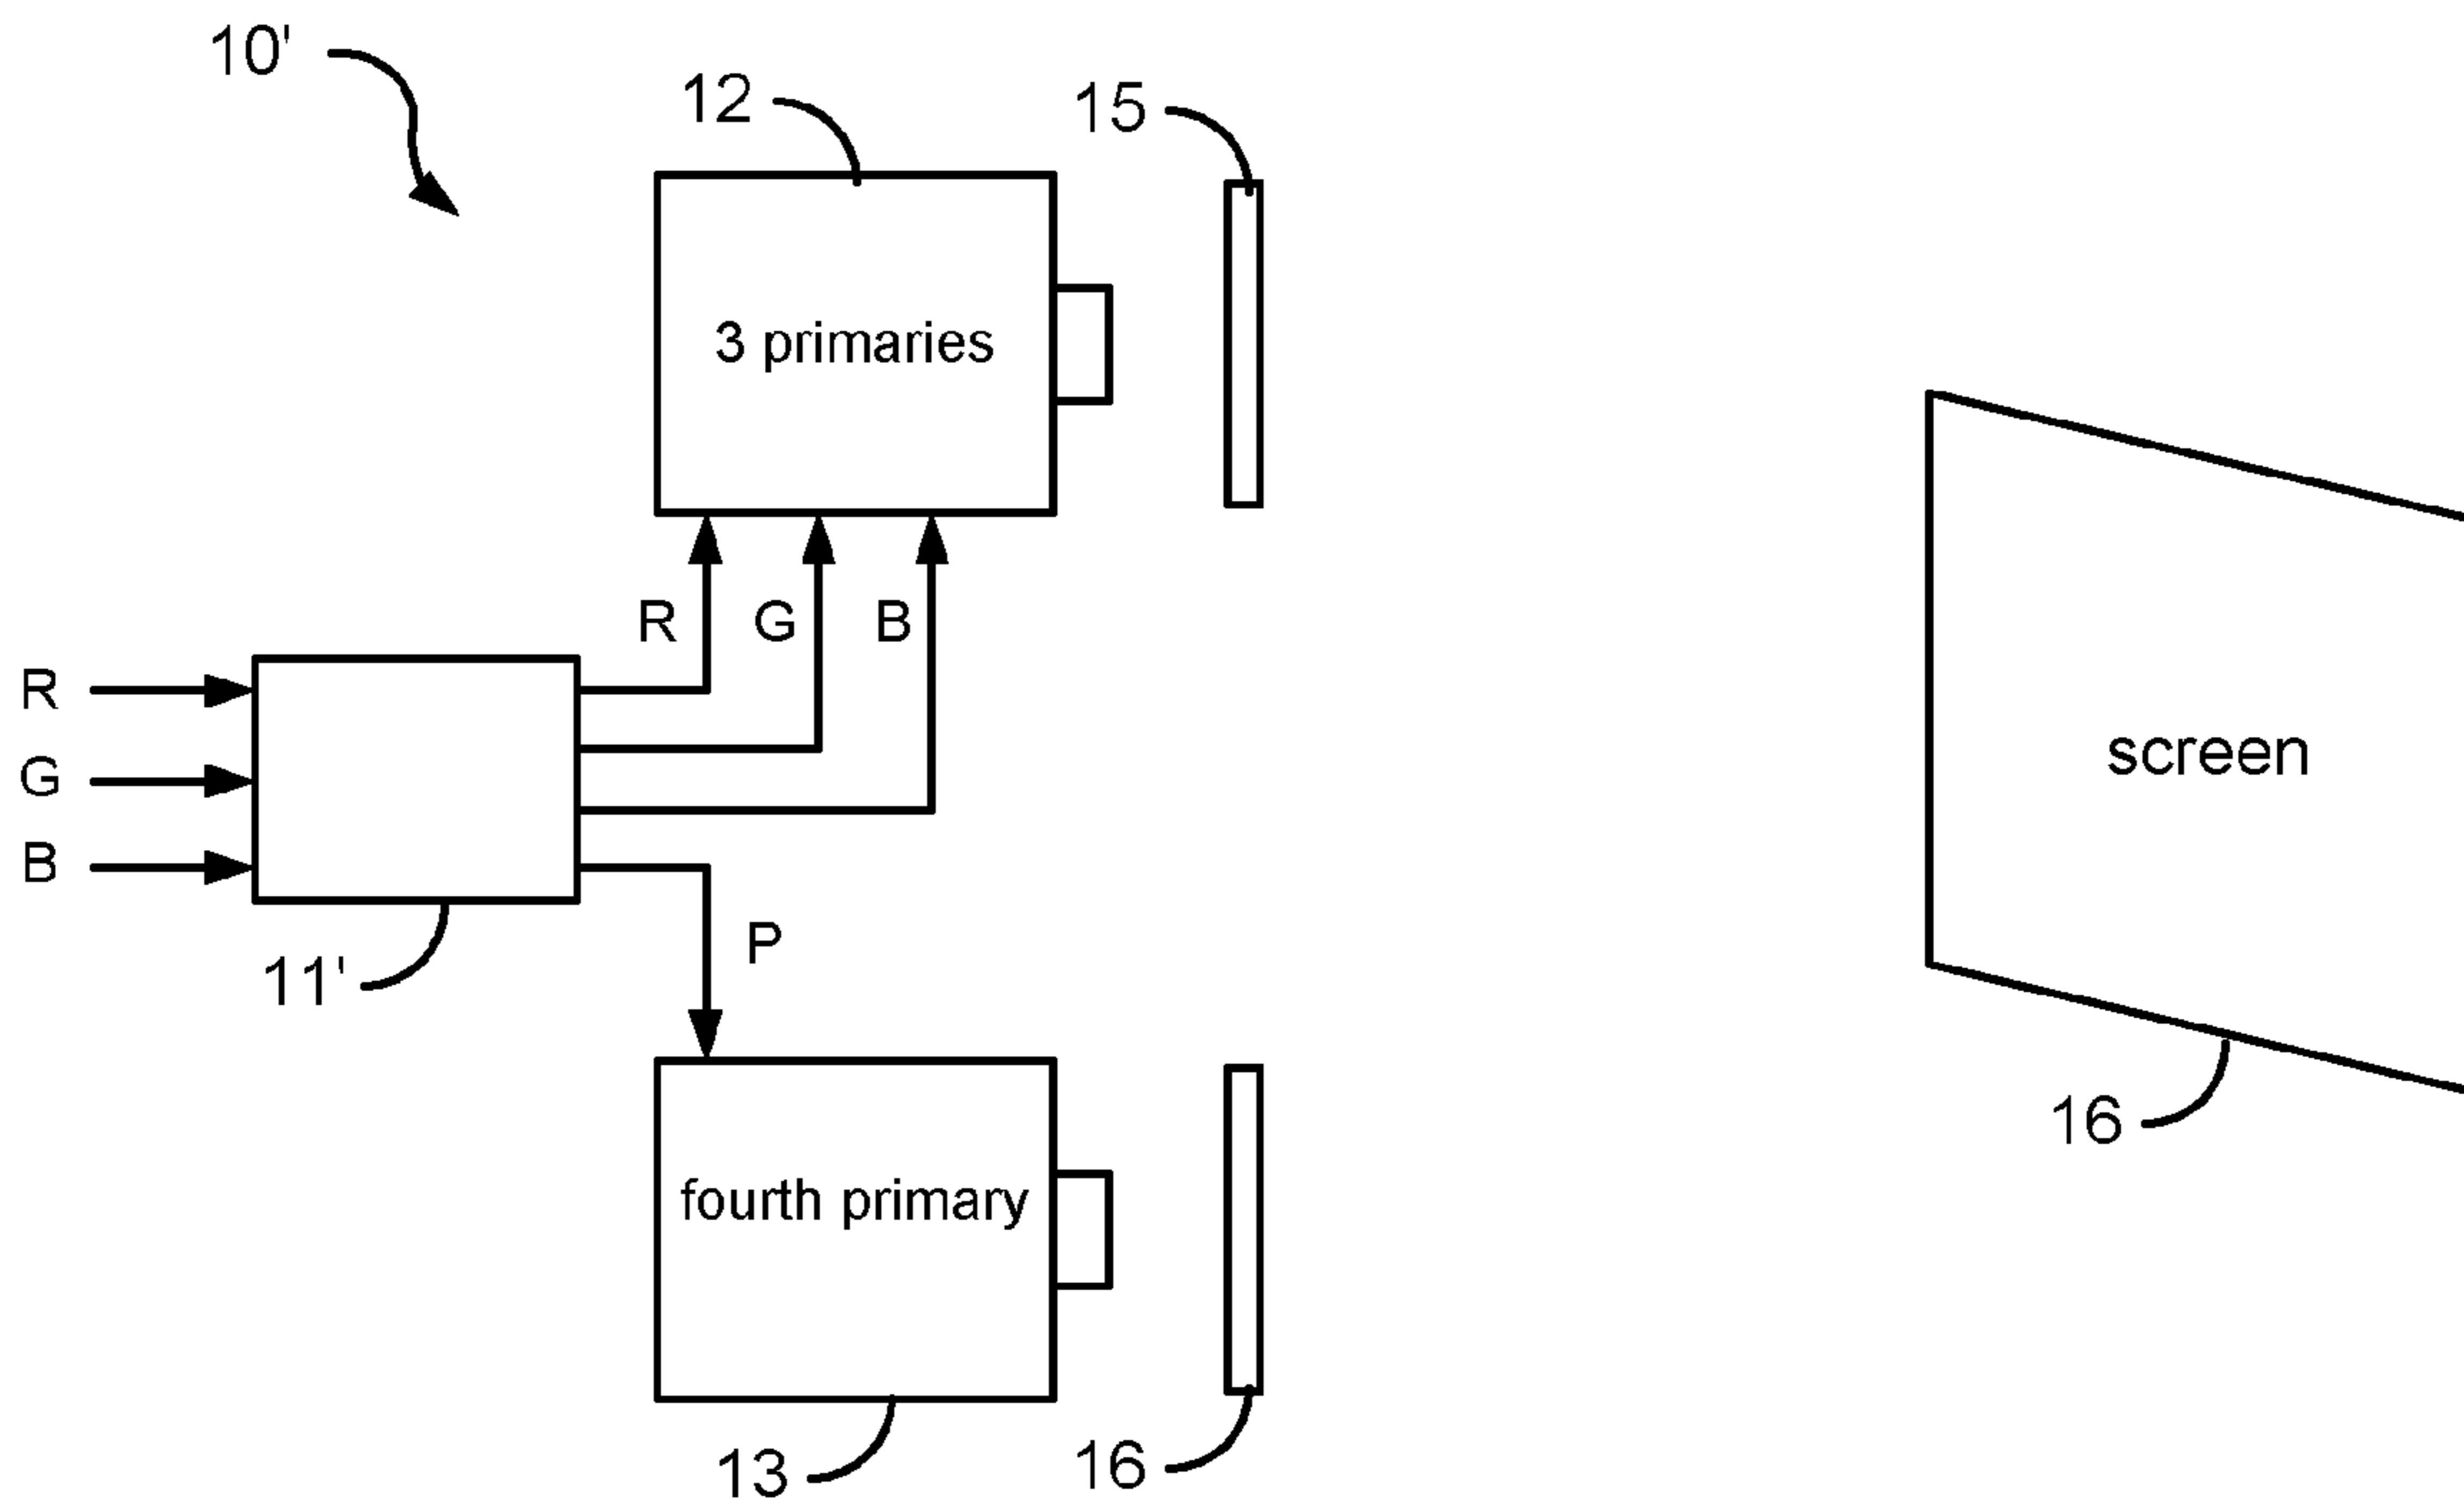 10'
12
15
3 primaries
R G B
R
G
B
screen
11'
P
16
fourth primary
13
16